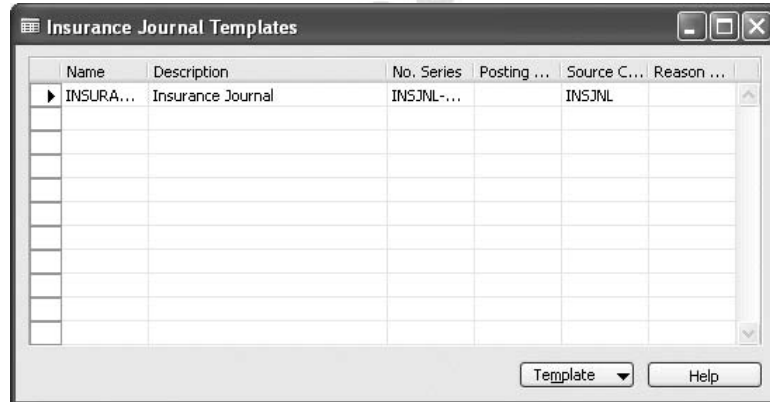 Insurance Journal Templates
Name Description No. Series Posting ... Source C... Reason ...
INSURA... Insurance Journal INSJNL-... INSJNL
Template Help